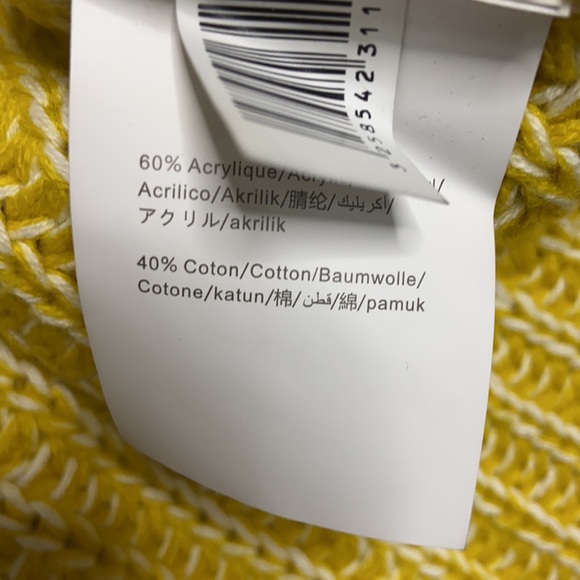 5258542311
60% Acrylique/
Acrilico/Akrilik/腈纶/أكريليك/
アクリル/akrilik
40% Coton/Cotton/Baumwolle/
Cotone/katun/棉/قطن/綿/pamuk